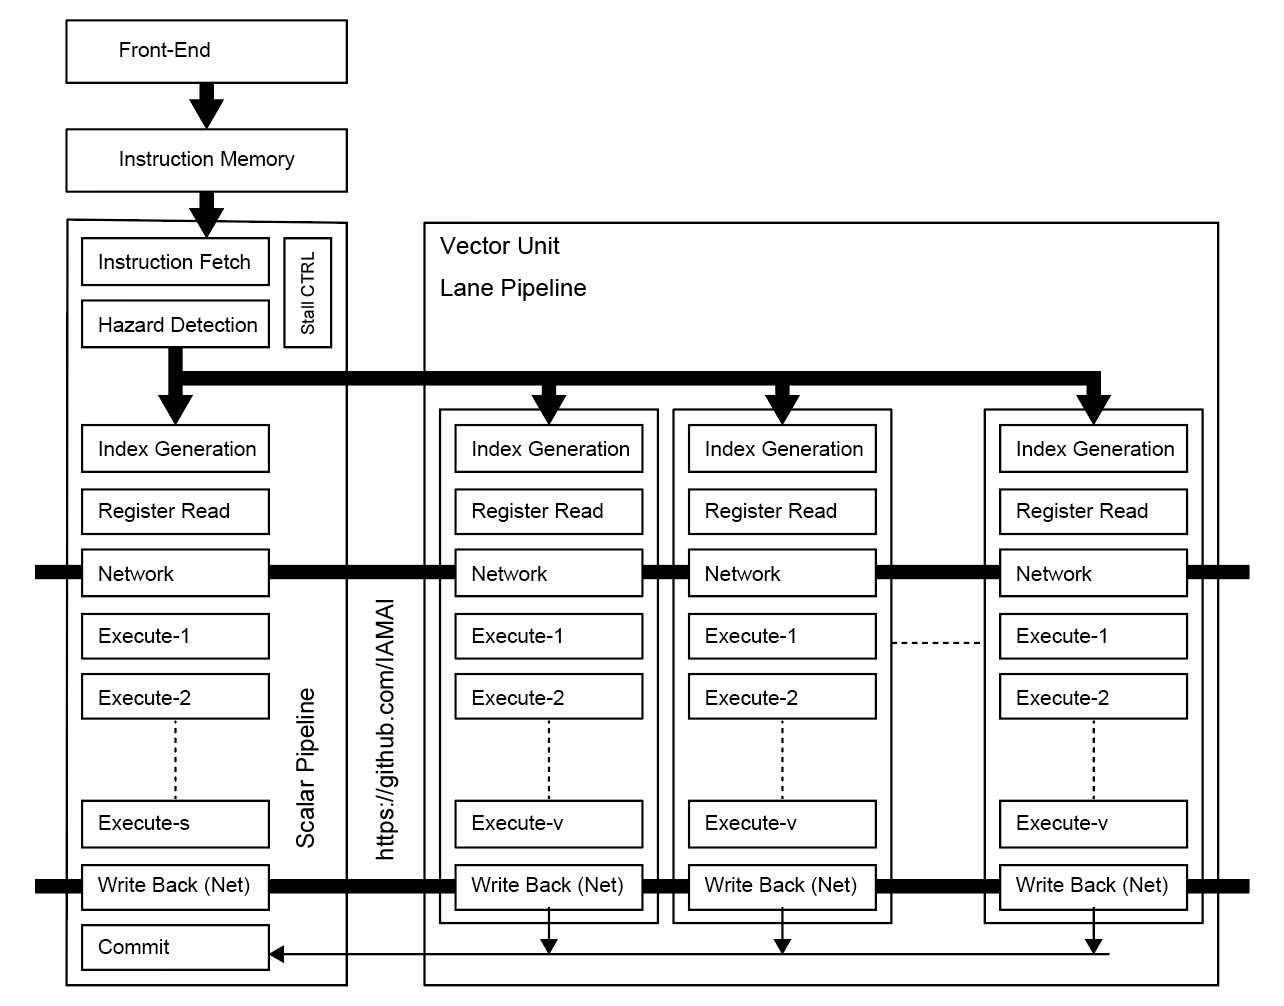 Front-End
Instruction Memory
Instruction Fetch
Hazard Detection
Stall CTRL
Index Generation
Register Read
Network
Execute-1
Execute-2
Execute-s
Write Back (Net)
Commit
Scalar Pipeline
https://github.com/IAMAI
Vector Unit
Lane Pipeline
Index Generation
Register Read
Network
Execute-1
Execute-2
Execute-v
Write Back (Net)
Index Generation
Register Read
Network
Execute-1
Execute-2
Execute-v
Write Back (Net)
Index Generation
Register Read
Network
Execute-1
Execute-2
Execute-v
Write Back (Net)